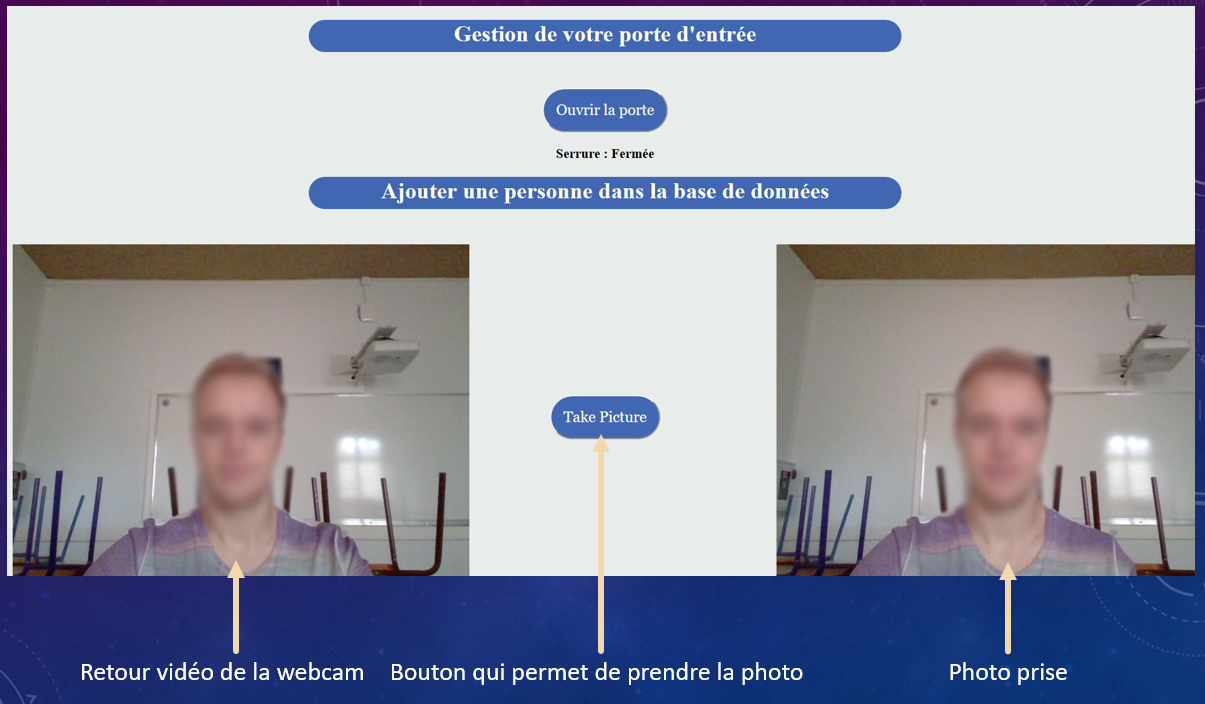 Gestion de votre porte d'entrée
Ouvrir la porte
Serrure : Fermée
Ajouter une personne dans la base de données
Take Picture
Retour vidéo de la webcam
Bouton qui permet de prendre la photo
Photo prise